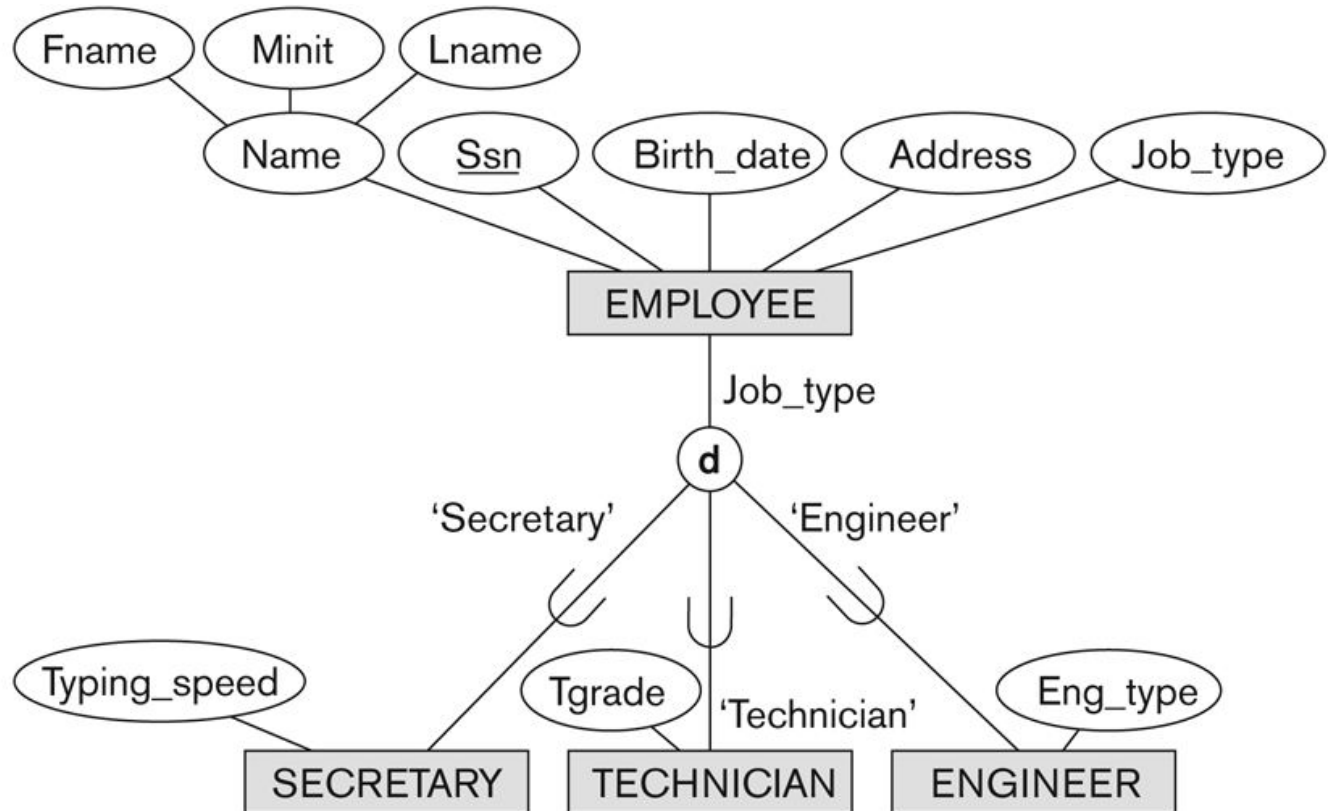 Fname Minit Lname
Name Ssn Birth_date Address Job_type
EMPLOYEE
Job_type
d
‘Secretary’ ‘Engineer’
Typing_speed Tgrade Eng_type
‘Technician’
SECRETARY TECHNICIAN ENGINEER